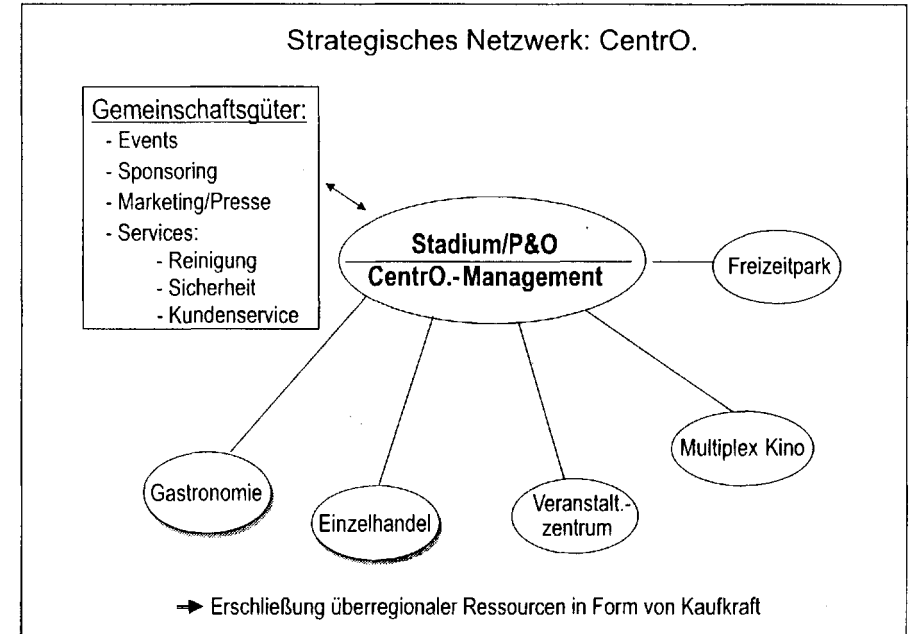 Strategisches Netzwerk: CentrO.
Gemeinschaftsgüter:
- Events
- Sponsoring
- Marketing/Presse
- Services:
- Reinigung
- Sicherheit
- Kundenservice
Stadium/P&O
CentrO.-Management
Freizeitpark
Multiplex Kino
Gastronomie
Einzelhandel
Veranstalt.-
zentrum
➔ Erschließung überregionaler Ressourcen in Form von Kaufkraft